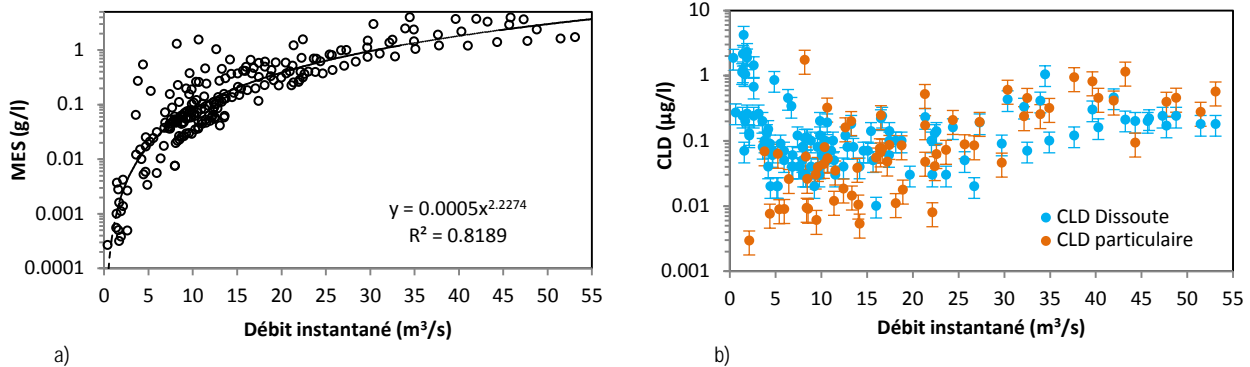 a)
MES (g/l)
1
0.1
0.01
0.001
0.0001
y = 0.0005x^2.2274
R² = 0.8189
0 5 10 15 20 25 30 35 40 45 50 55
Débit instantané (m³/s)
b)
CLD (µg/l)
10
1
0.1
0.01
0.001
CLD Dissoute
CLD particulaire
0 5 10 15 20 25 30 35 40 45 50 55
Débit instantané (m³/s)